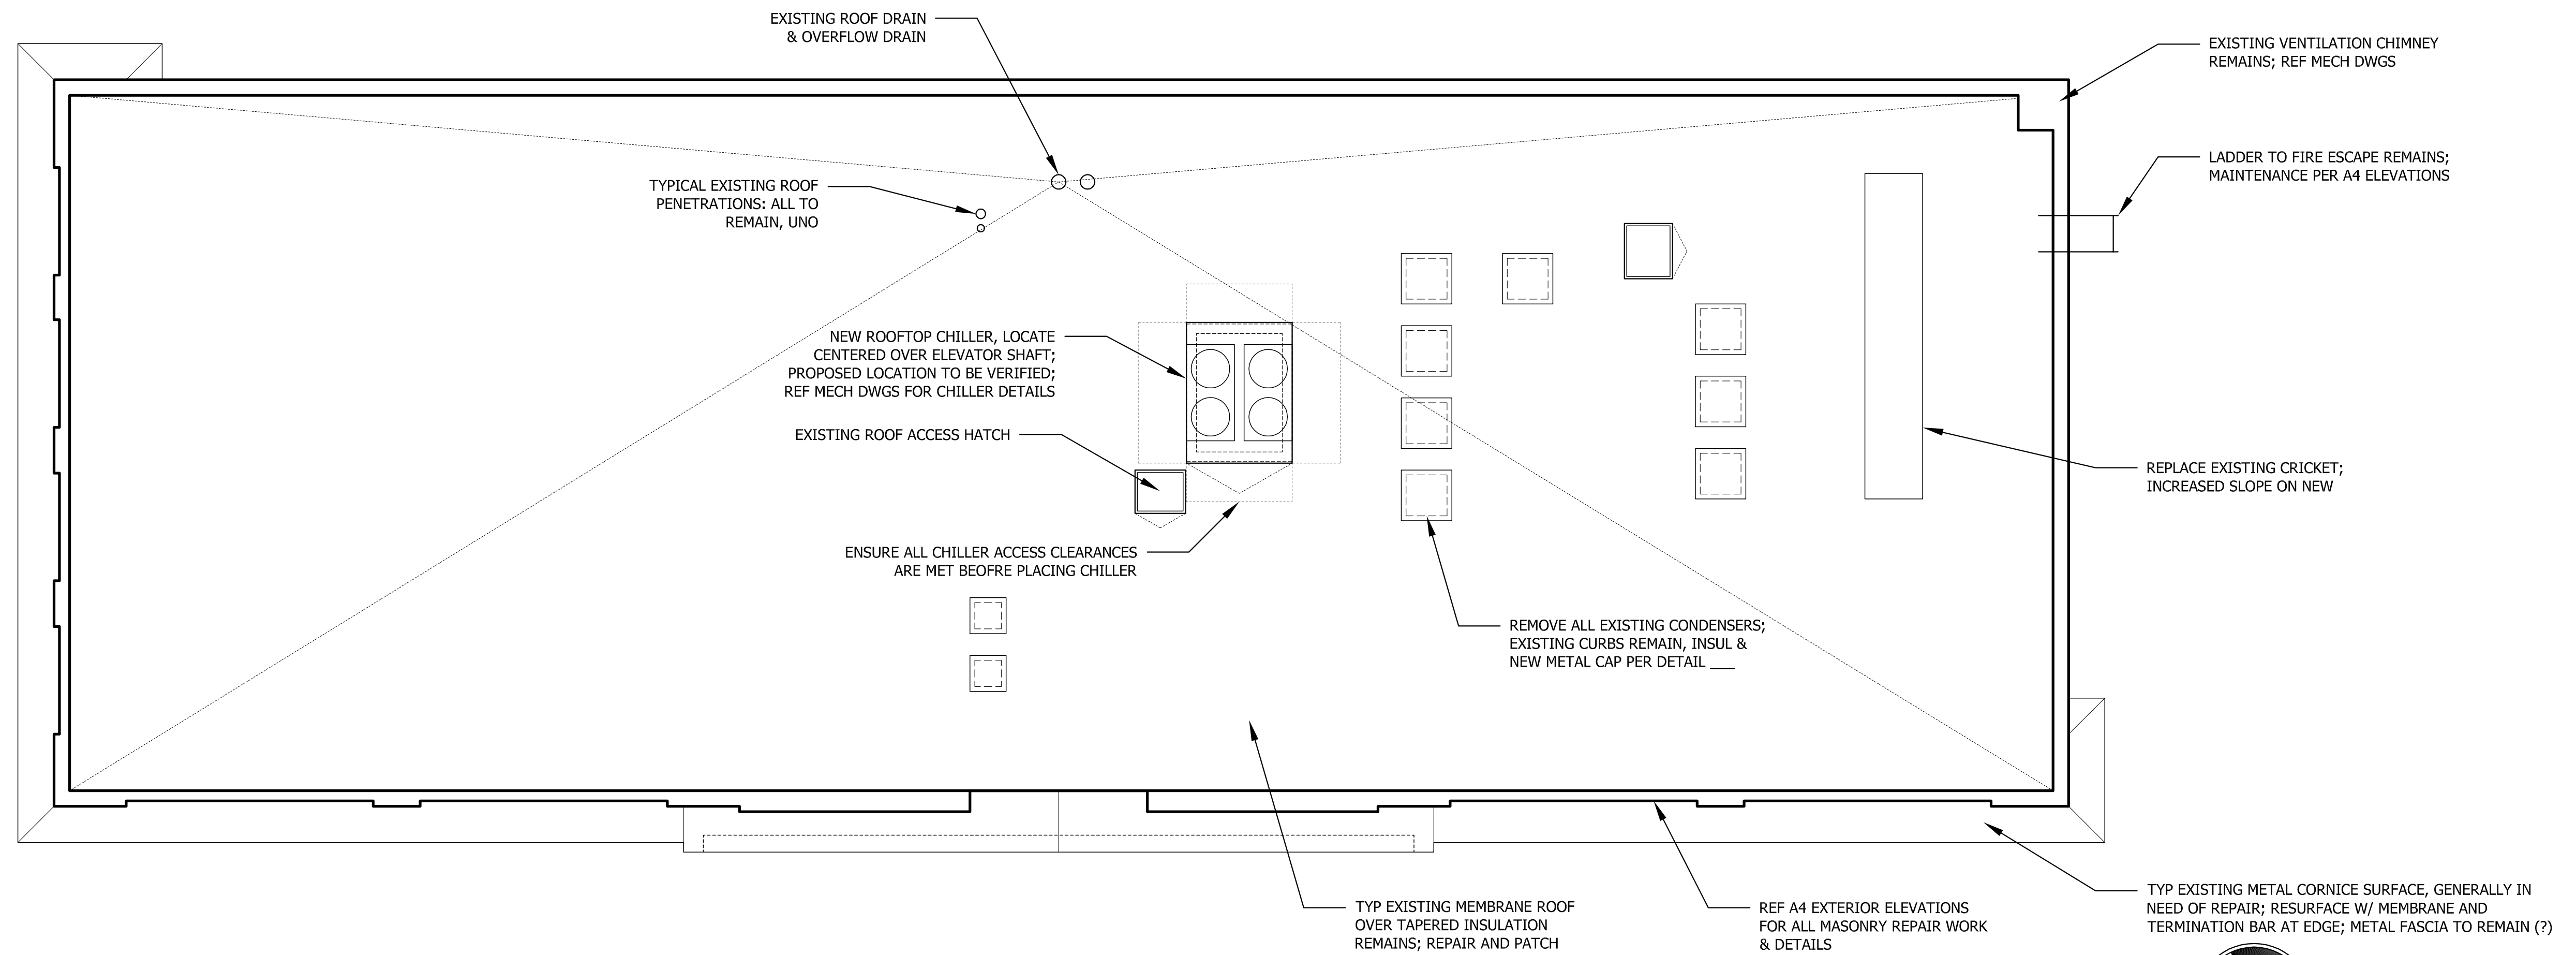 EXISTING ROOF DRAIN
& OVERFLOW DRAIN
EXISTING VENTILATION CHIMNEY
REMAINS; REF MECH DWGS
LADDER TO FIRE ESCAPE REMAINS;
MAINTENANCE PER A4 ELEVATIONS
TYPICAL EXISTING ROOF
PENETRATIONS: ALL TO
REMAIN, UNO
NEW ROOFTOP CHILLER, LOCATE
CENTERED OVER ELEVATOR SHAFT;
PROPOSED LOCATION TO BE VERIFIED;
REF MECH DWGS FOR CHILLER DETAILS
EXISTING ROOF ACCESS HATCH
REPLACE EXISTING CRICKET;
INCREASED SLOPE ON NEW
ENSURE ALL CHILLER ACCESS CLEARANCES
ARE MET BEOFRE PLACING CHILLER
REMOVE ALL EXISTING CONDENSERS;
EXISTING CURBS REMAIN, INSUL &
NEW METAL CAP PER DETAIL ___
TYP EXISTING MEMBRANE ROOF
OVER TAPERED INSULATION
REMAINS; REPAIR AND PATCH
REF A4 EXTERIOR ELEVATIONS
FOR ALL MASONRY REPAIR WORK
& DETAILS
TYP EXISTING METAL CORNICE SURFACE, GENERALLY IN
NEED OF REPAIR; RESURFACE W/ MEMBRANE AND
TERMINATION BAR AT EDGE; METAL FASCIA TO REMAIN (?)